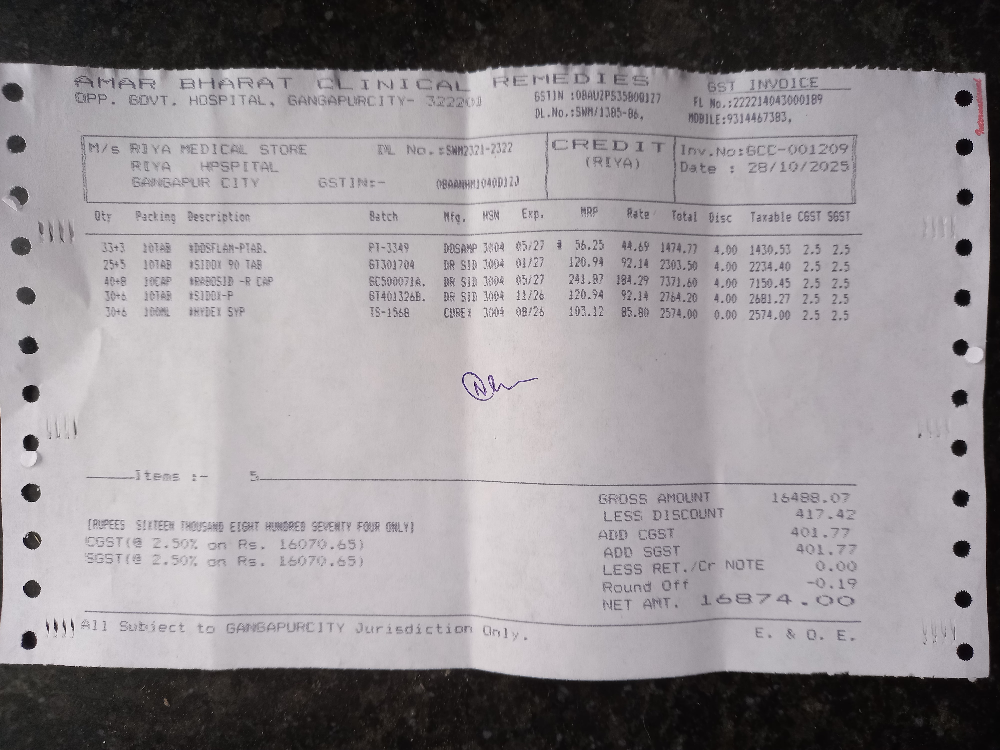 AMAR BHARAT CLINICAL REMEDIES
GST INVOICE
OPP. GOVT. HOSPITAL, GANGAPURCITY- 322201
GSTIN :08AUZPS3580Q1Z7
FL No.:222214043000189
DL.No.:SWM/1385-86,
MOBILE:9314467383,
M/s RIYA MEDICAL STORE DL No.:SWM2321-2322
CREDIT
Inv.No:GCC-001209
RIYA HPSPITAL
(RIYA)
Date : 28/10/2025
GANGAPUR CITY GSTIN:-
Qty Packing Description Batch Mfg. HSN Exp. MRP Rate Total Disc Taxable CGST SGST
33+3 10TAB #DOSFLAM-PTAB. PT-3349 DOSAMP 3004 05/27 # 56.25 44.69 1474.77 4.00 1430.53 2.5 2.5
25+5 10TAB #SIDDX 90 TAB GT301704 DR SID 3004 01/27 120.94 92.14 2303.50 4.00 2234.40 2.5 2.5
40+8 10CAP #RABOSID -R CAP GC500071A. DR SID 3004 05/27 241.87 184.29 7371.60 4.00 7150.45 2.5 2.5
30+6 10TAB #SIDDX-P GT401326B. DR SID 3004 11/26 120.94 92.14 2764.20 4.00 2681.27 2.5 2.5
30+6 100ML #HYDEX SYP TS-1568 CUREX 3004 08/26 103.12 85.80 2574.00 0.00 2574.00 2.5 2.5
Items :- 5
GROSS AMOUNT 16488.07
LESS DISCOUNT 417.42
[RUPEES SIXTEEN THOUSAND EIGHT HUNDRED SEVENTY FOUR ONLY]
ADD CGST 401.77
CGST(@ 2.50% on Rs. 16070.65)
ADD SGST 401.77
SGST(@ 2.50% on Rs. 16070.65)
LESS RET./Cr NOTE 0.00
Round Off -0.19
NET AMT. 16874.00
All Subject to GANGAPURCITY Jurisdiction Only.
E. & O. E.